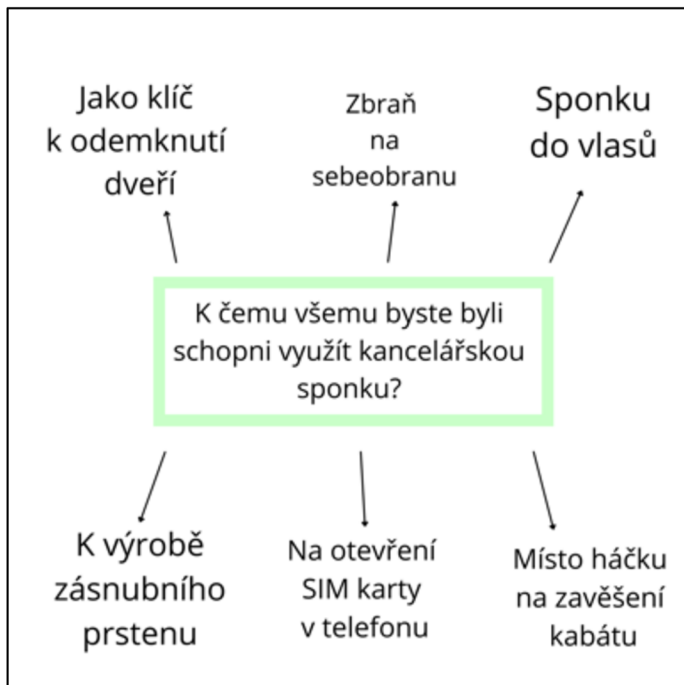 Jako klíč
k odemknutí
dveří
Zbraň
na
sebeobranu
Sponku
do vlasů
K čemu všemu byste byli
schopni využít kancelářskou
sponku?
K výrobě
zásnubního
prstenu
Na otevření
SIM karty
v telefonu
Místo háčku
na zavěšení
kabátu